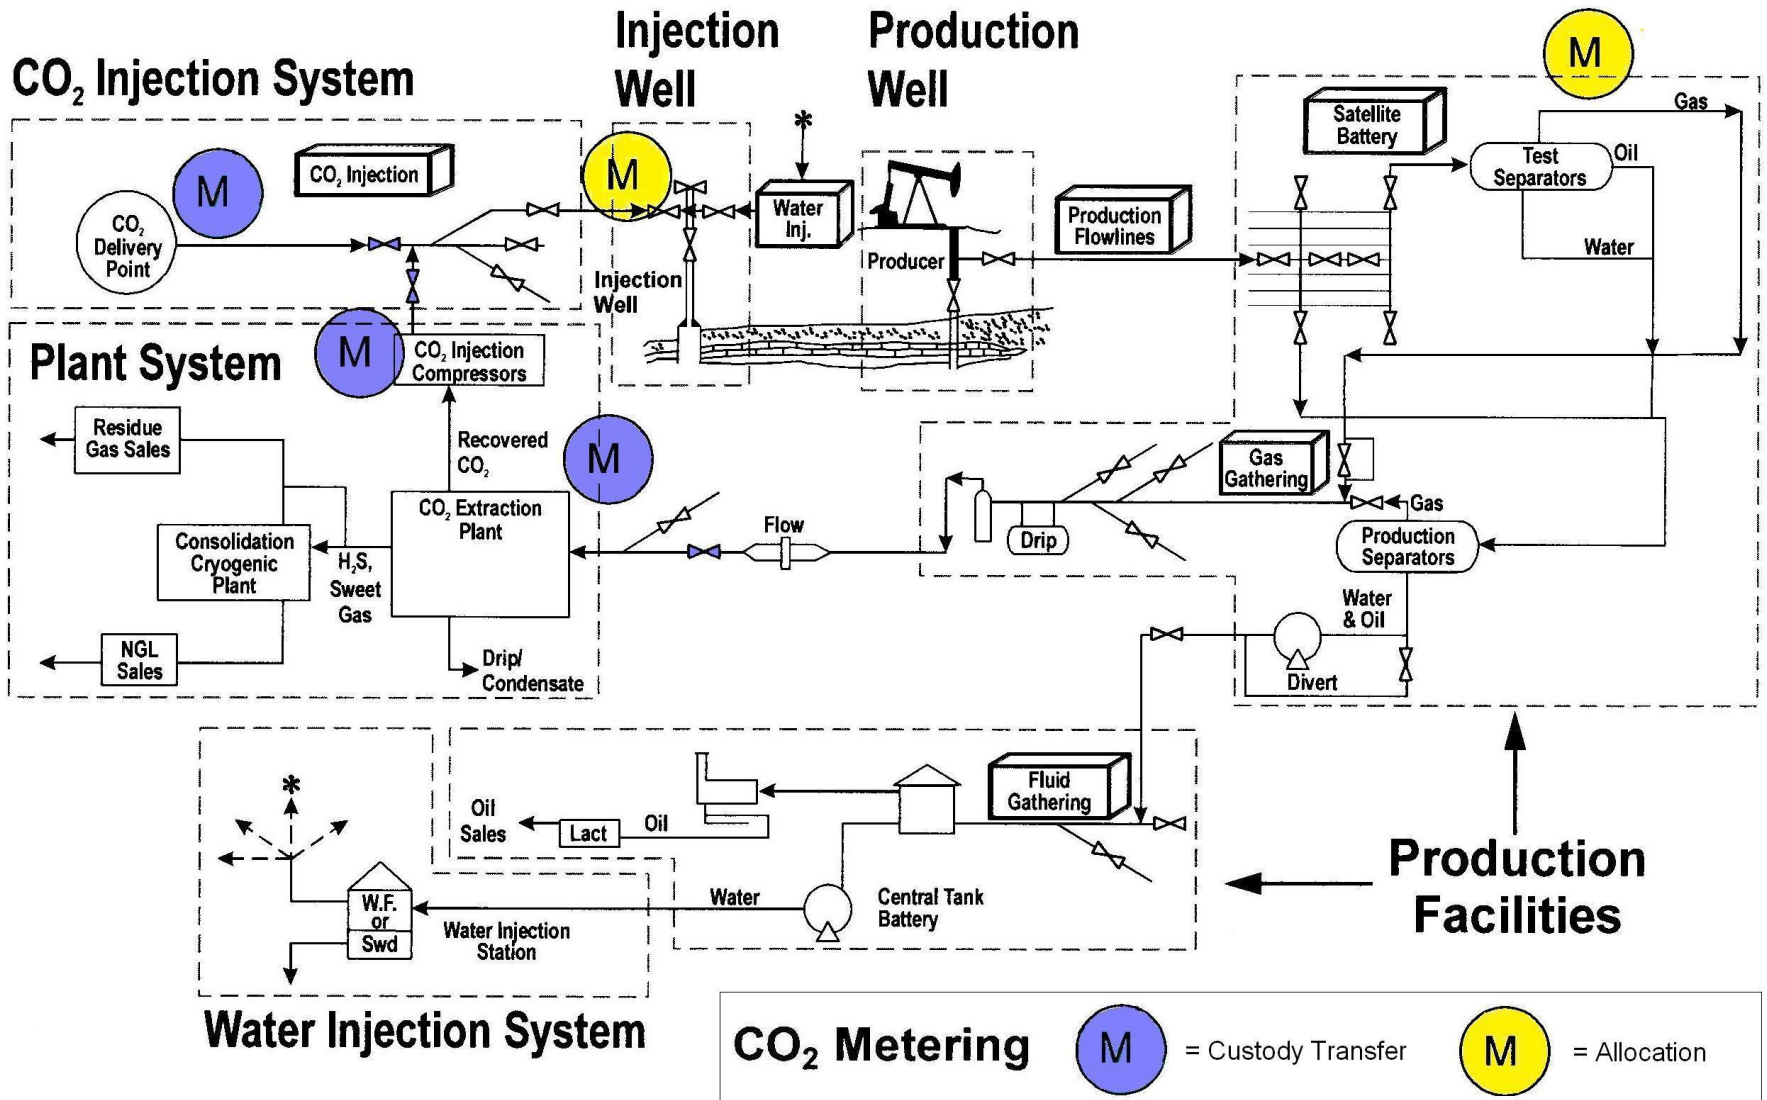 Injection
Well
Production
Well
CO₂ Injection System
M
M
CO₂ Injection
M
*
Satellite
Battery
Gas
Test
Separators
Oil
CO₂
Delivery
Point
Water
Inj.
Production
Flowlines
Producer
Water
Injection
Well
Plant System
M
CO₂ Injection
Compressors
Residue
Gas Sales
Recovered
CO₂
M
CO₂ Extraction
Plant
Consolidation
Cryogenic
Plant
H₂S,
Sweet
Gas
NGL
Sales
Drip/
Condensate
Flow
Drip
Gas
Gathering
Gas
Production
Separators
Water
& Oil
Divert
*
Oil
Sales
Lact
Oil
Fluid
Gathering
W.F.
or
Swd
Water Injection
Station
Water
Central Tank
Battery
Production
Facilities
Water Injection System
CO₂ Metering
M
= Custody Transfer
M
= Allocation